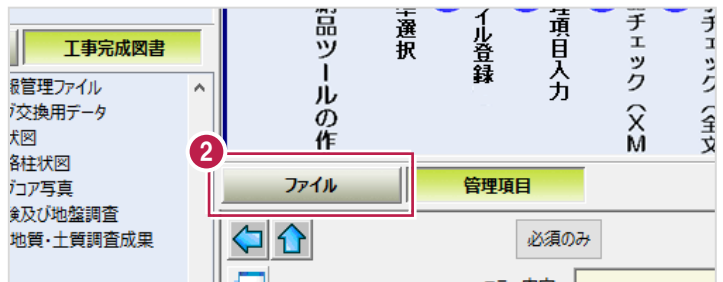 工事完成図書
管理ファイル
交換用データ
状図
柱状図
コア写真
及び地盤調査
地質・土質調査成果
品ツールの作
選択
イル登録
項目入力
チェック（XM
チェック（全文
2
ファイル
管理項目
必須のみ